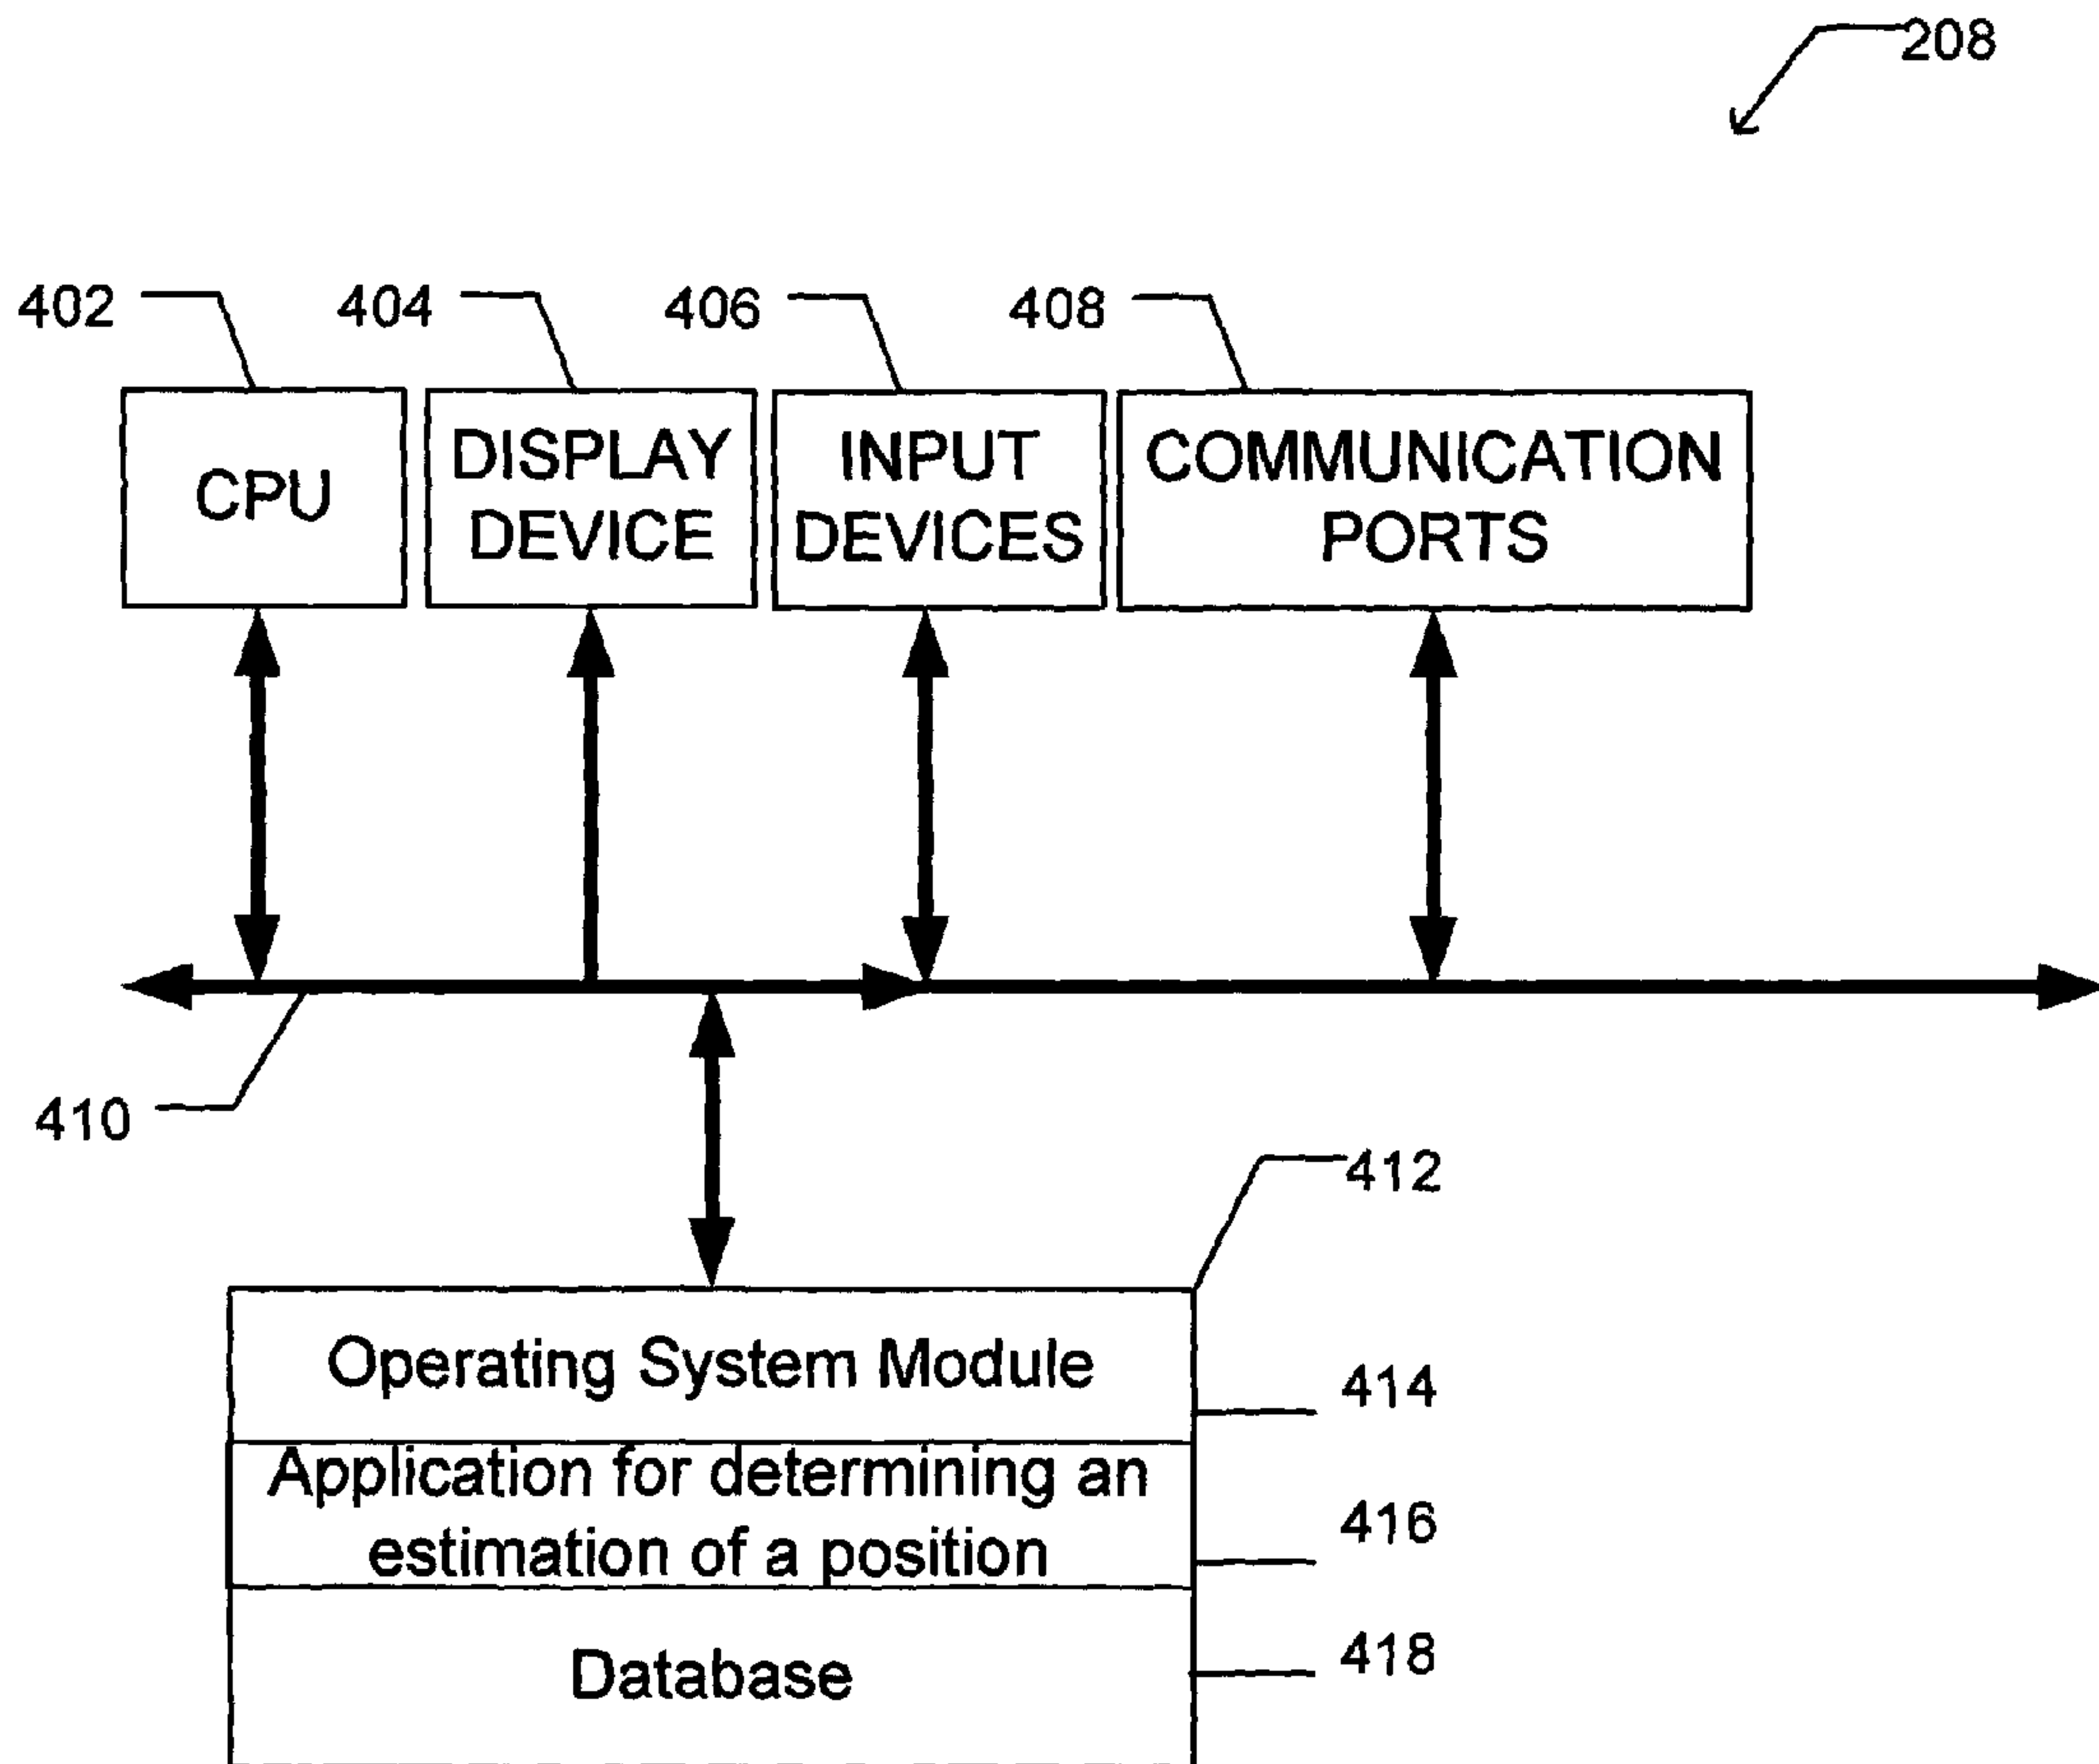 208
402
404
406
408
CPU
DISPLAY
DEVICE
INPUT
DEVICES
COMMUNICATION
PORTS
410
412
Operating System Module
414
Application for determining an
estimation of a position
416
Database
418